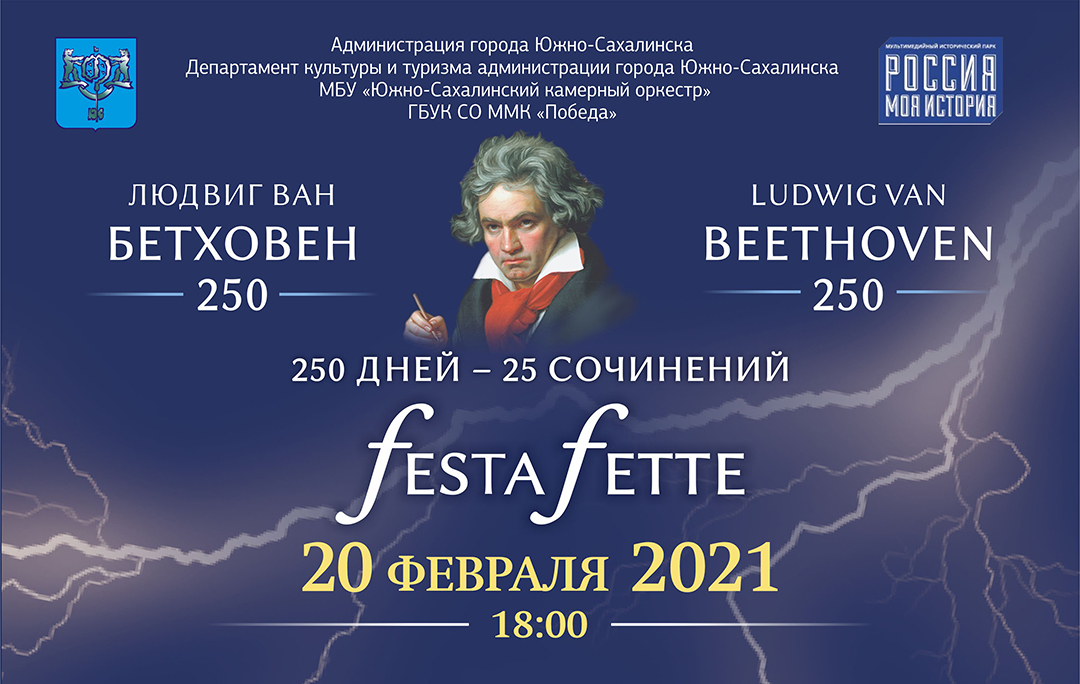 Администрация города Южно-Сахалинска
Департамент культуры и туризма администрации города Южно-Сахалинска
МБУ «Южно-Сахалинский камерный оркестр»
ГБУК СО ММК «Победа»
МУЛЬТИМЕДИЙНЫЙ ИСТОРИЧЕСКИЙ ПАРК
РОССИЯ
МОЯ ИСТОРИЯ
ЛЮДВИГ ВАН
БЕТХОВЕН
250
LUDWIG VAN
BEETHOVEN
250
250 ДНЕЙ – 25 СОЧИНЕНИЙ
fESTA fETTE
20 ФЕВРАЛЯ 2021
18:00